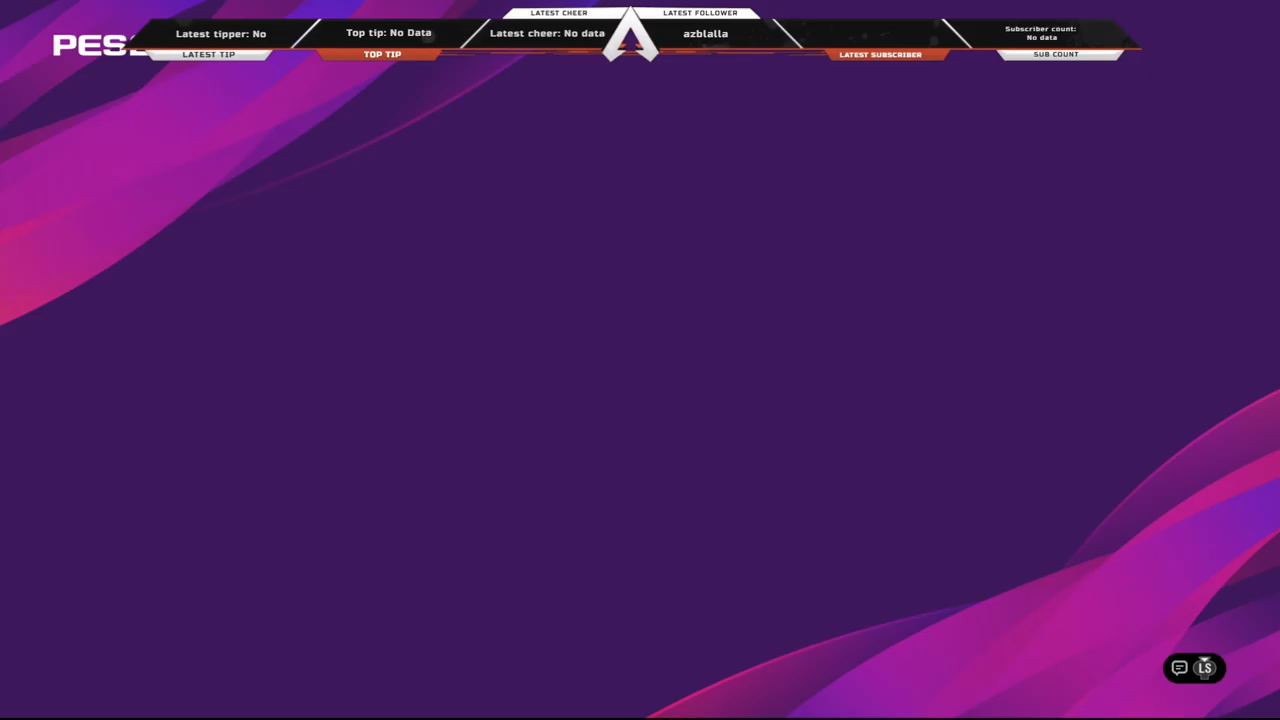 LATEST CHEER
LATEST FOLLOWER
PES
Latest tipper: No
Top tip: No Data
Latest cheer: No data
azblalla
Subscriber count:
No data
LATEST TIP
TOP TIP
LATEST SUBSCRIBER
SUB COUNT
LS